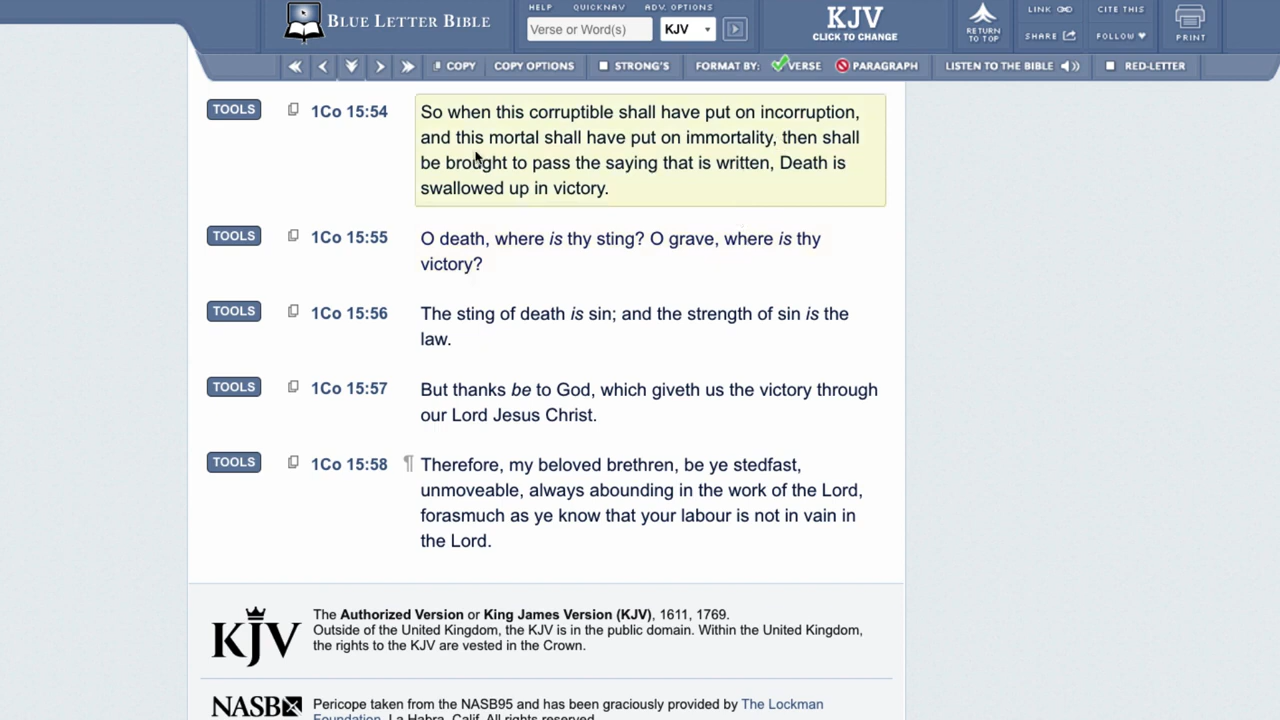 BLUE LETTER BIBLE
HELP QUICKNAV ADV. OPTIONS
Verse or Word(s) KJV
KJV
CLICK TO CHANGE
RETURN
TO TOP
LINK CITE THIS
SHARE FOLLOW
PRINT
COPY COPY OPTIONS STRONG'S FORMAT BY: VERSE PARAGRAPH LISTEN TO THE BIBLE RED-LETTER
TOOLS 1Co 15:54 So when this corruptible shall have put on incorruption,
and this mortal shall have put on immortality, then shall
be brought to pass the saying that is written, Death is
swallowed up in victory.
TOOLS 1Co 15:55 O death, where is thy sting? O grave, where is thy
victory?
TOOLS 1Co 15:56 The sting of death is sin; and the strength of sin is the
law.
TOOLS 1Co 15:57 But thanks be to God, which giveth us the victory through
our Lord Jesus Christ.
TOOLS 1Co 15:58 ¶ Therefore, my beloved brethren, be ye stedfast,
unmoveable, always abounding in the work of the Lord,
forasmuch as ye know that your labour is not in vain in
the Lord.
KJV
The Authorized Version or King James Version (KJV), 1611, 1769.
Outside of the United Kingdom, the KJV is in the public domain. Within the United Kingdom,
the rights to the KJV are vested in the Crown.
NASB Pericope taken from the NASB95 and has been graciously provided by The Lockman
Foundation, La Habra, Calif. All rights reserved.